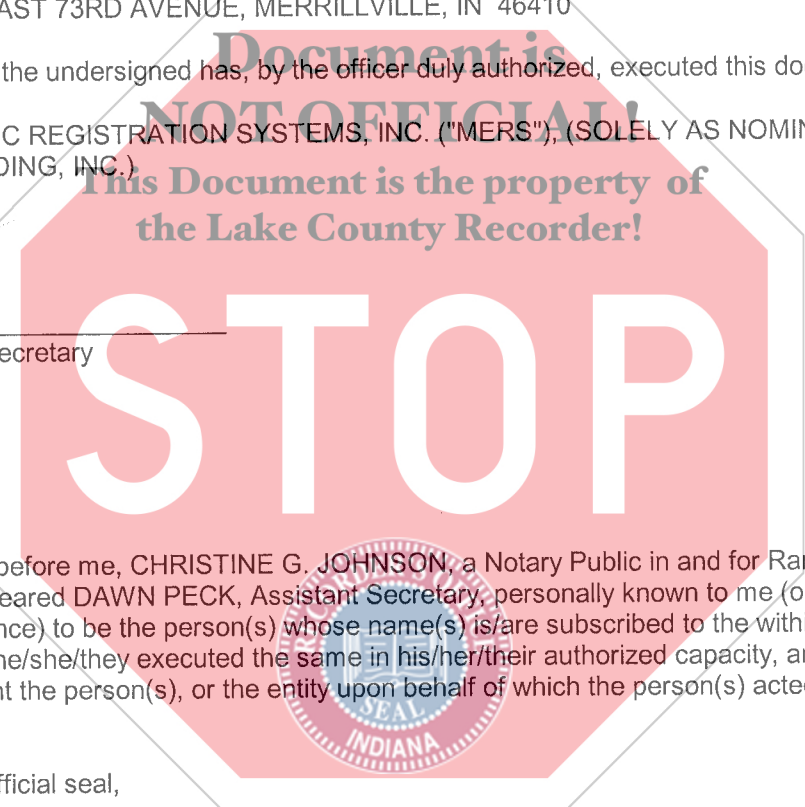 AST 73RD AVENUE, MERRILLVILLE, IN 46410
Document is
the undersigned has, by the officer duly authorized, executed this do
NOT OFFICIAL!
C REGISTRATION SYSTEMS, INC. ("MERS"), (SOLELY AS NOMIN
DING, INC.)
This Document is the property of
the Lake County Recorder!
STOP
ecretary
before me, CHRISTINE G. JOHNSON, a Notary Public in and for Ra
eared DAWN PECK, Assistant Secretary, personally known to me (o
nce) to be the person(s) whose name(s) is/are subscribed to the with
he/she/they executed the same in his/her/their authorized capacity, a
t the person(s), or the entity upon behalf of which the person(s) acte
SEAL
INDIANA
fficial seal,